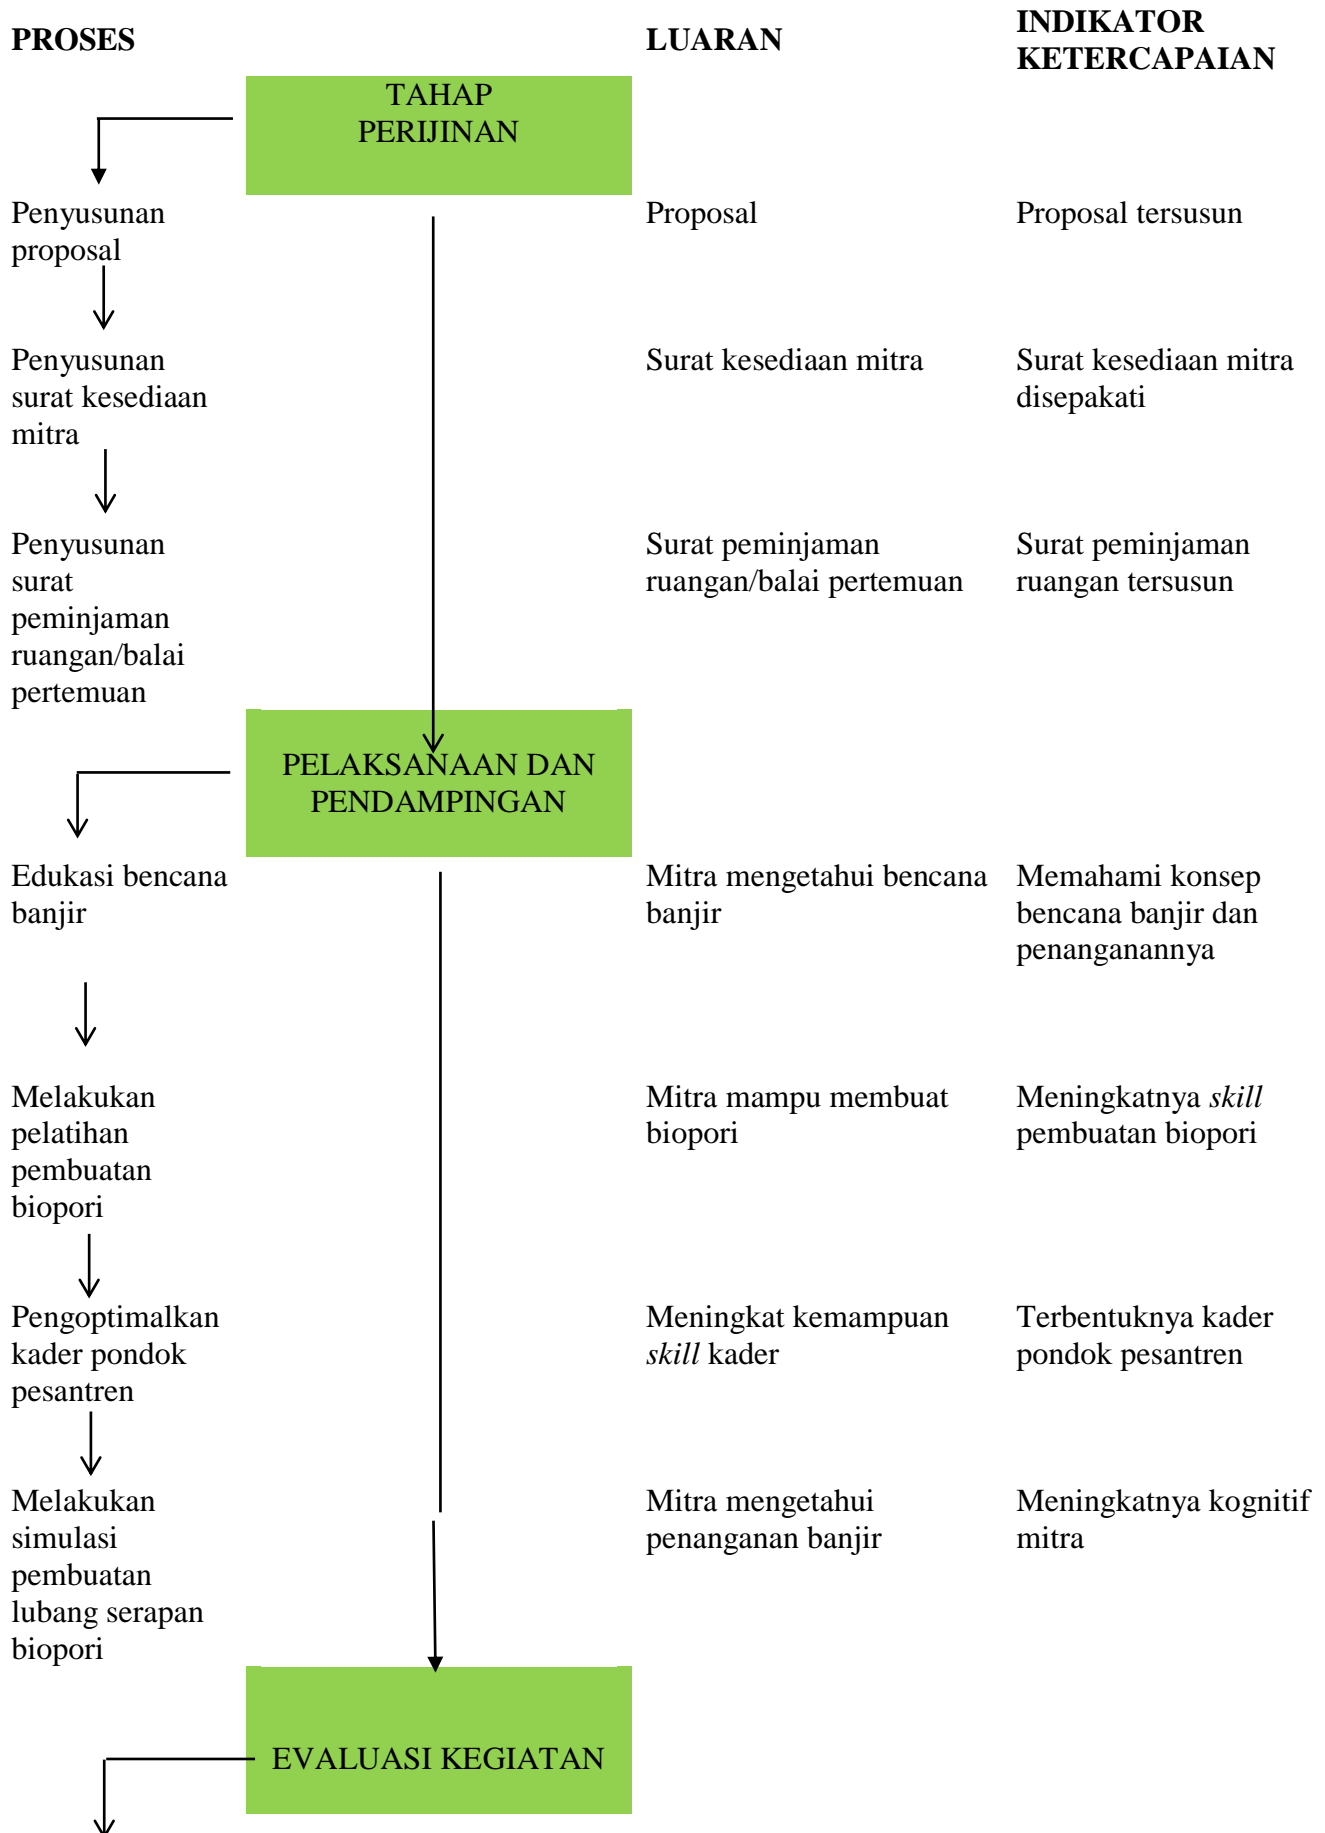 PROSES
LUARAN
INDIKATOR
KETERCAPAIAN
TAHAP
PERIJINAN
Penyusunan
proposal
Proposal
Proposal tersusun
Penyusunan
surat kesediaan
mitra
Surat kesediaan mitra
Surat kesediaan mitra
disepakati
Penyusunan
surat
peminjaman
ruangan/balai
pertemuan
Surat peminjaman
ruangan/balai pertemuan
Surat peminjaman
ruangan tersusun
PELAKSANAAN DAN
PENDAMPINGAN
Edukasi bencana
banjir
Mitra mengetahui bencana
banjir
Memahami konsep
bencana banjir dan
penanganannya
Melakukan
pelatihan
pembuatan
biopori
Mitra mampu membuat
biopori
Meningkatnya skill
pembuatan biopori
Pengoptimalkan
kader pondok
pesantren
Meningkat kemampuan
skill kader
Terbentuknya kader
pondok pesantren
Melakukan
simulasi
pembuatan
lubang serapan
biopori
Mitra mengetahui
penanganan banjir
Meningkatnya kognitif
mitra
EVALUASI KEGIATAN